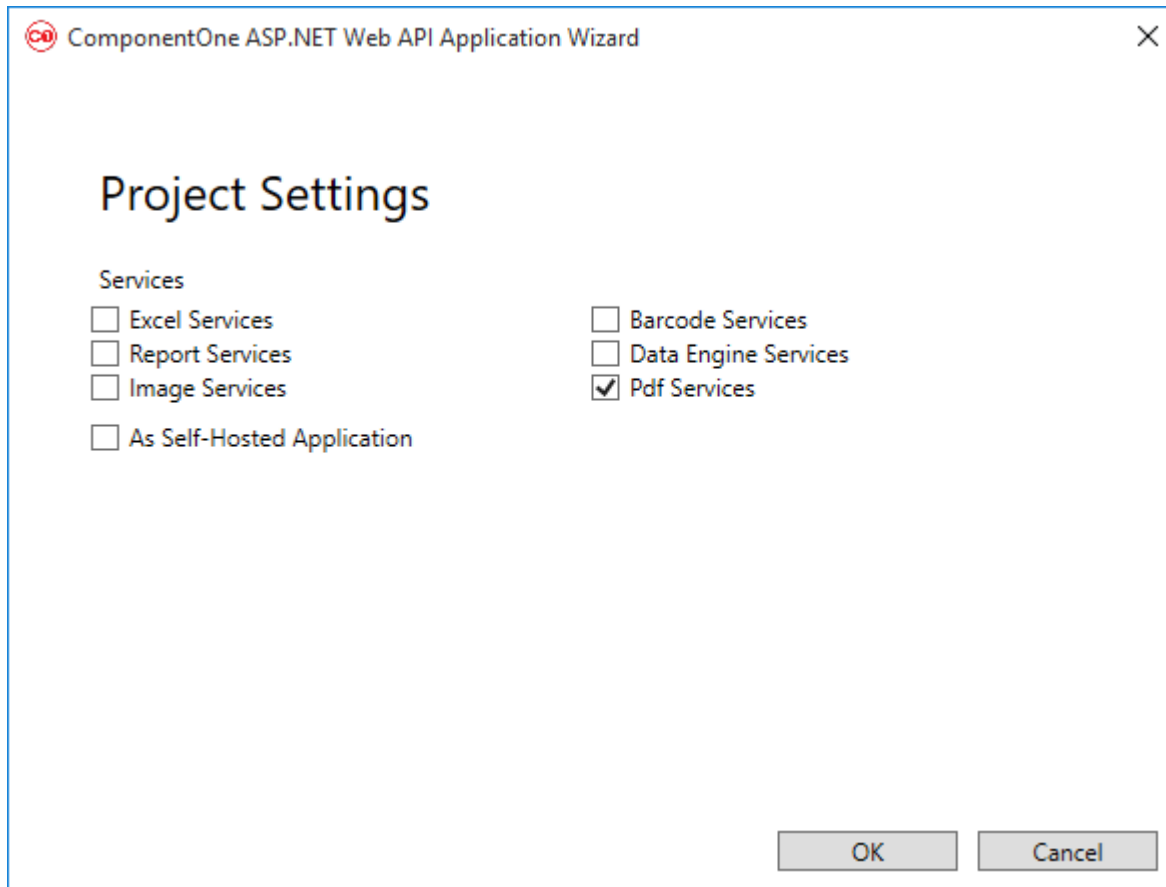 C1 ComponentOne ASP.NET Web API Application Wizard
Project Settings
Services
Excel Services
Barcode Services
Report Services
Data Engine Services
Image Services
Pdf Services
As Self-Hosted Application
OK
Cancel